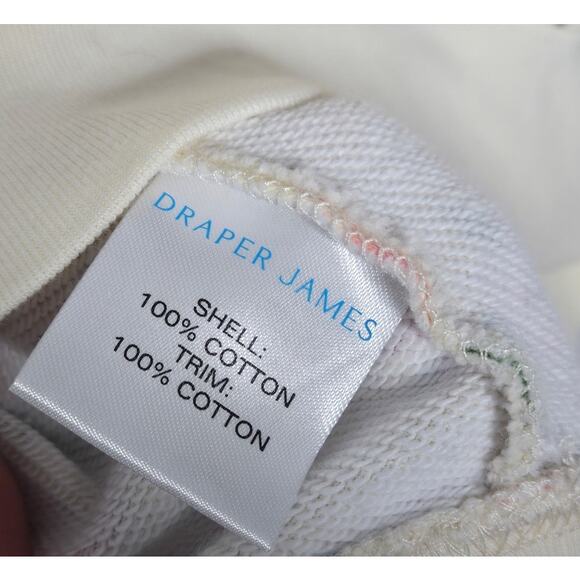 DRAPER JAMES
SHELL:
100% COTTON
TRIM:
100% COTTON